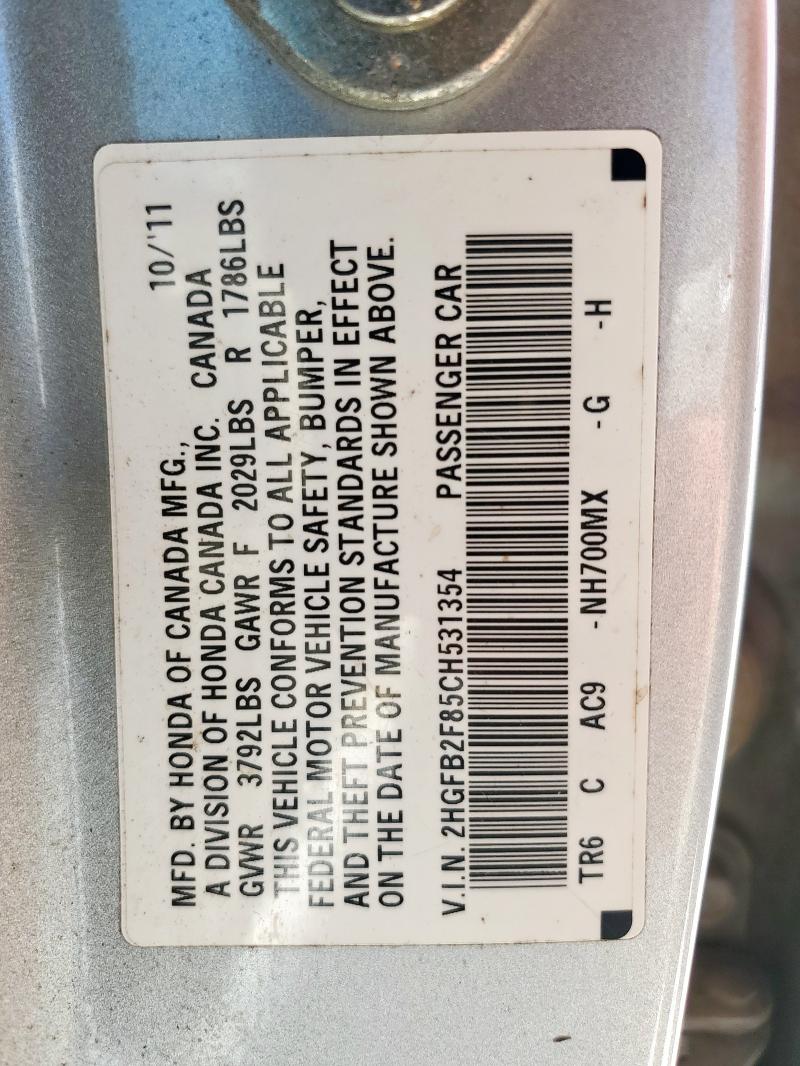 10/'11
MFD. BY HONDA OF CANADA MFG.,
A DIVISION OF HONDA CANADA INC. CANADA
GVWR 3792LBS GAWR F 2029LBS R 1786LBS
THIS VEHICLE CONFORMS TO ALL APPLICABLE
FEDERAL MOTOR VEHICLE SAFETY, BUMPER,
AND THEFT PREVENTION STANDARDS IN EFFECT
ON THE DATE OF MANUFACTURE SHOWN ABOVE.
V.I.N. 2HGFB2F85CH531354 PASSENGER CAR
TR6 C AC9 -NH700MX -G -H